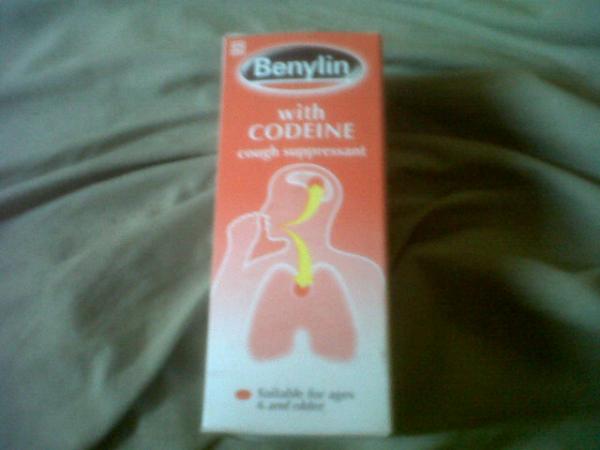 Benylin
with
CODEINE
cough suppressant
Suitable for ages
6 and older